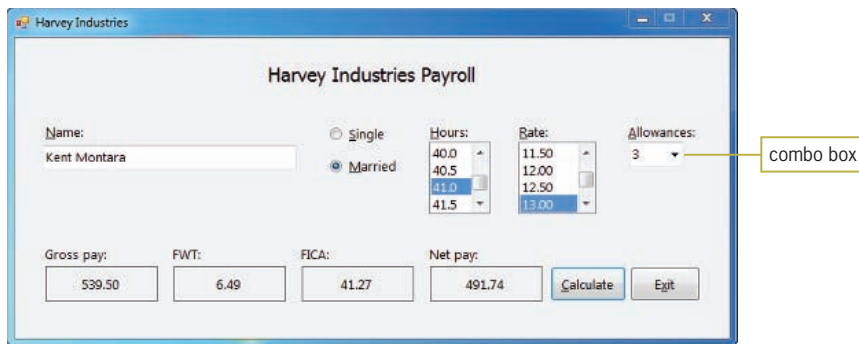 Harvey Industries
Harvey Industries Payroll
Name:
Kent Montara
Single
Married
Hours:
40.0
40.5
41.0
41.5
Rate:
11.50
12.00
12.50
13.00
Allowances:
3
combo box
Gross pay:
539.50
FWT:
6.49
FICA:
41.27
Net pay:
491.74
Calculate
Exit